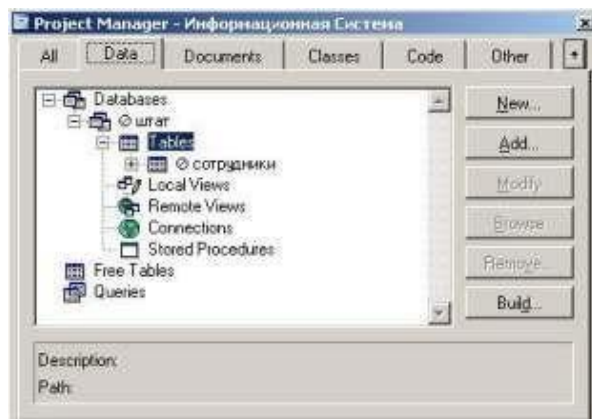 Project Manager - Информационная Система
All Data Documents Classes Code Other
Databases
штат
Tables
сотрудники
Local Views
Remote Views
Connections
Stored Procedures
Free Tables
Queries
New...
Add...
Modify
Browse
Remove...
Build...
Description:
Path: